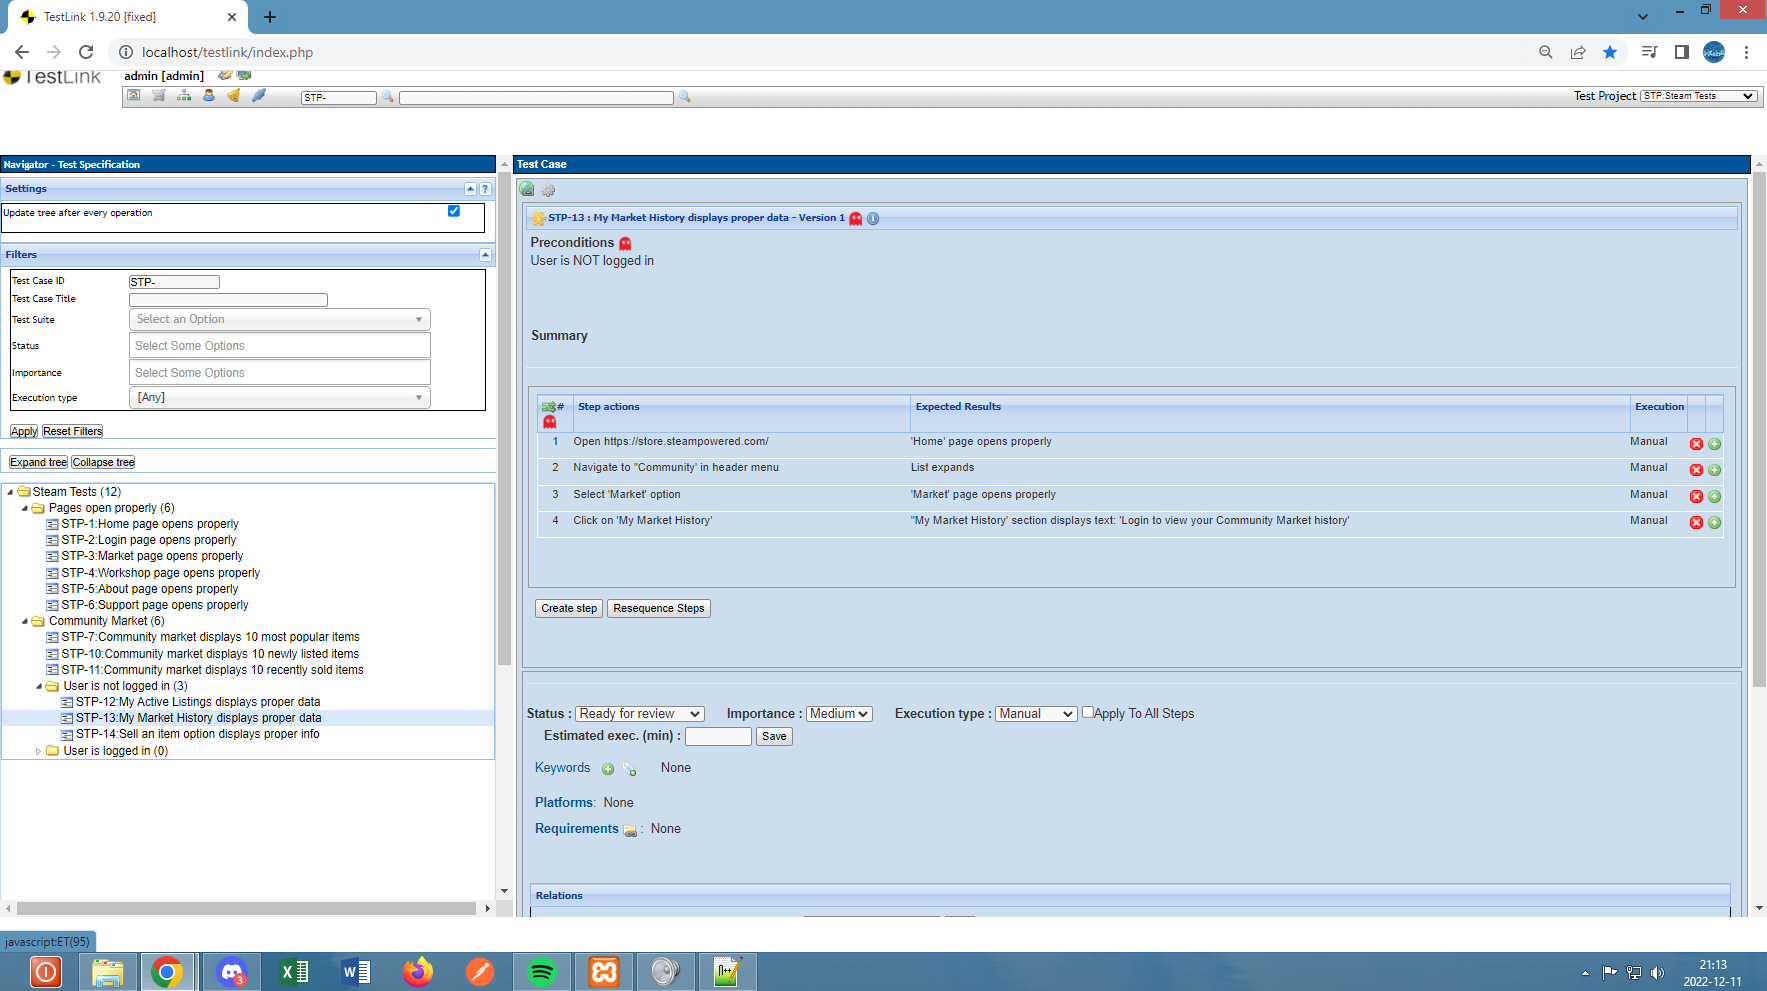 TestLink 1.9.20 [fixed]
localhost/testlink/index.php
TestLink
admin [admin]
STP-
Test Project STP:Steam Tests
Navigator - Test Specification
Settings
Update tree after every operation
Filters
Test Case ID STP-
Test Case Title
Test Suite Select an Option
Status Select Some Options
Importance Select Some Options
Execution type [Any]
Apply Reset Filters
Expand tree Collapse tree
Steam Tests (12)
Pages open properly (6)
STP-1:Home page opens properly
STP-2:Login page opens properly
STP-3:Market page opens properly
STP-4:Workshop page opens properly
STP-5:About page opens properly
STP-6:Support page opens properly
Community Market (6)
STP-7:Community market displays 10 most popular items
STP-10:Community market displays 10 newly listed items
STP-11:Community market displays 10 recently sold items
User is not logged in (3)
STP-12:My Active Listings displays proper data
STP-13:My Market History displays proper data
STP-14:Sell an item option displays proper info
User is logged in (0)
Test Case
STP-13 : My Market History displays proper data - Version 1
Preconditions
User is NOT logged in
Summary
# Step actions Expected Results Execution
1 Open https://store.steampowered.com/ 'Home' page opens properly Manual
2 Navigate to "Community' in header menu List expands Manual
3 Select 'Market' option 'Market' page opens properly Manual
4 Click on 'My Market History' "My Market History' section displays text: 'Login to view your Community Market history' Manual
Create step Resequence Steps
Status : Ready for review Importance : Medium Execution type : Manual Apply To All Steps
Estimated exec. (min) : Save
Keywords None
Platforms: None
Requirements : None
Relations
javascript:ET(95)
3
21:13
2022-12-11